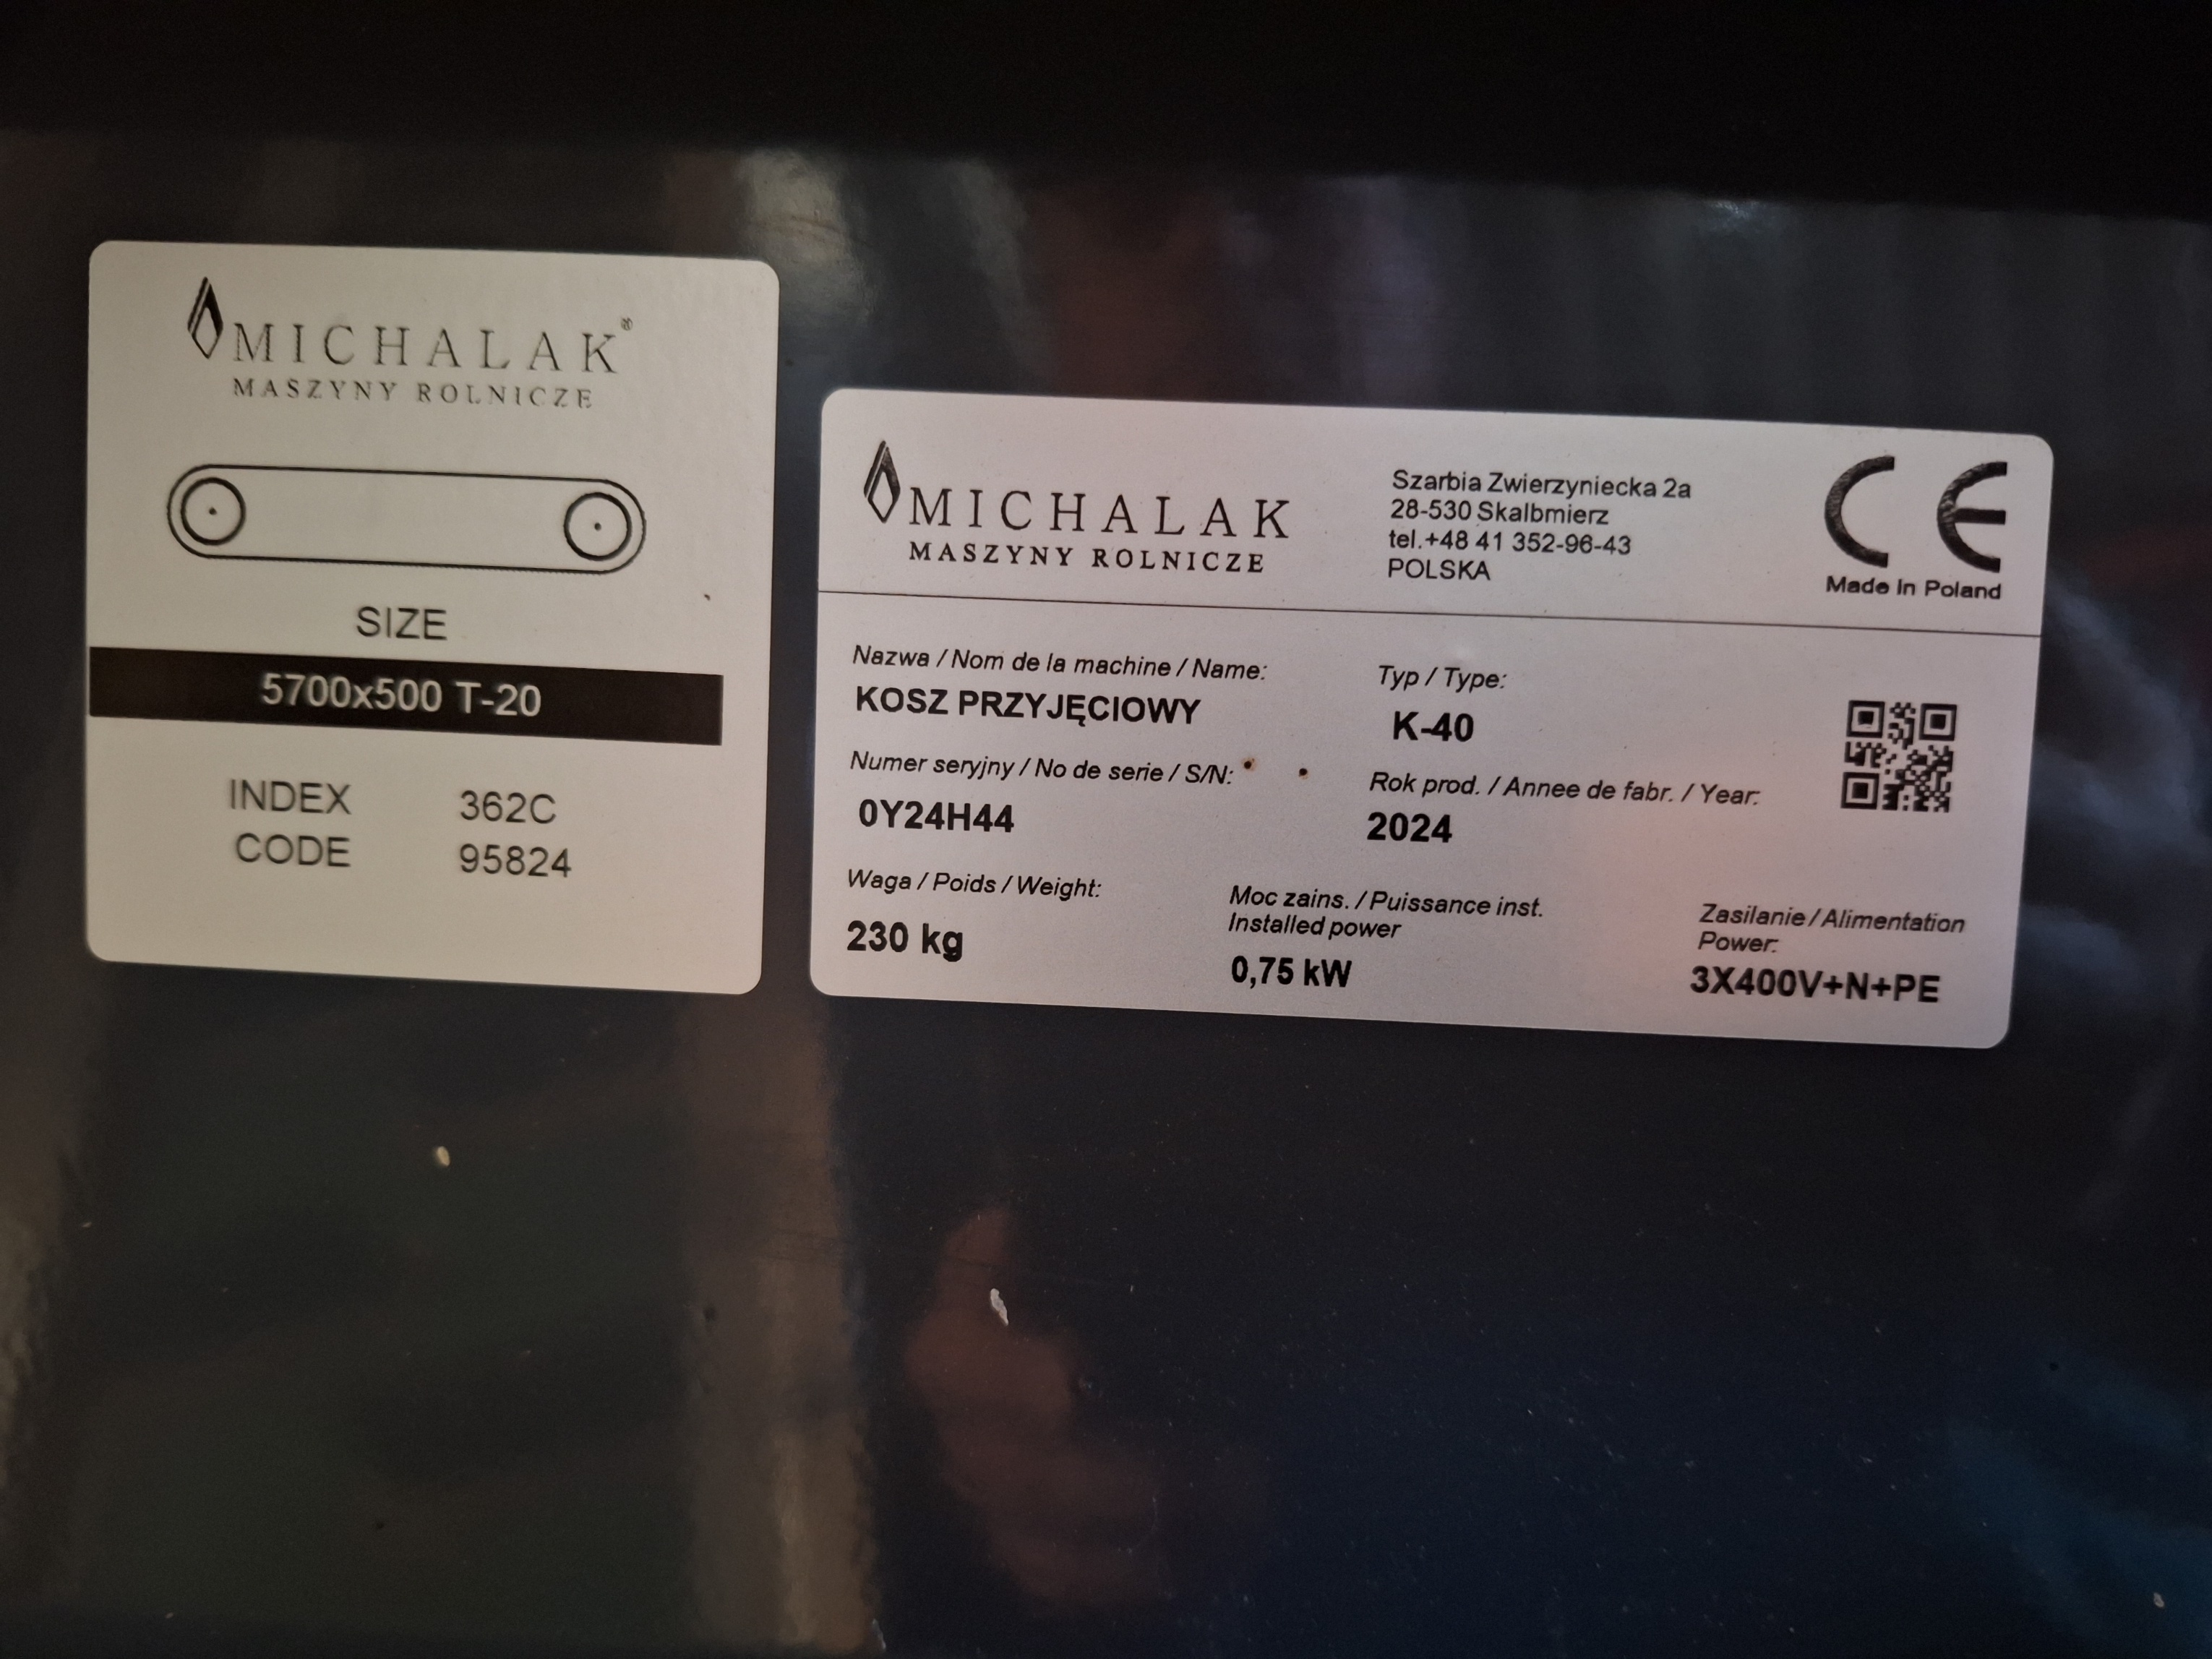 MICHALAK®
MASZYNY ROLNICZE
SIZE
5700x500 T-20
INDEX 362C
CODE 95824
MICHALAK
MASZYNY ROLNICZE
Szarbia Zwierzyniecka 2a
28-530 Skalbmierz
tel.+48 41 352-96-43
POLSKA
CE
Made in Poland
Nazwa / Nom de la machine / Name:
KOSZ PRZYJĘCIOWY
Typ / Type:
K-40
Numer seryjny / No de serie / S/N:
0Y24H44
Rok prod. / Annee de fabr. / Year:
2024
Waga / Poids / Weight:
230 kg
Moc zains. / Puissance inst.
Installed power
0,75 kW
Zasilanie / Alimentation
Power:
3X400V+N+PE